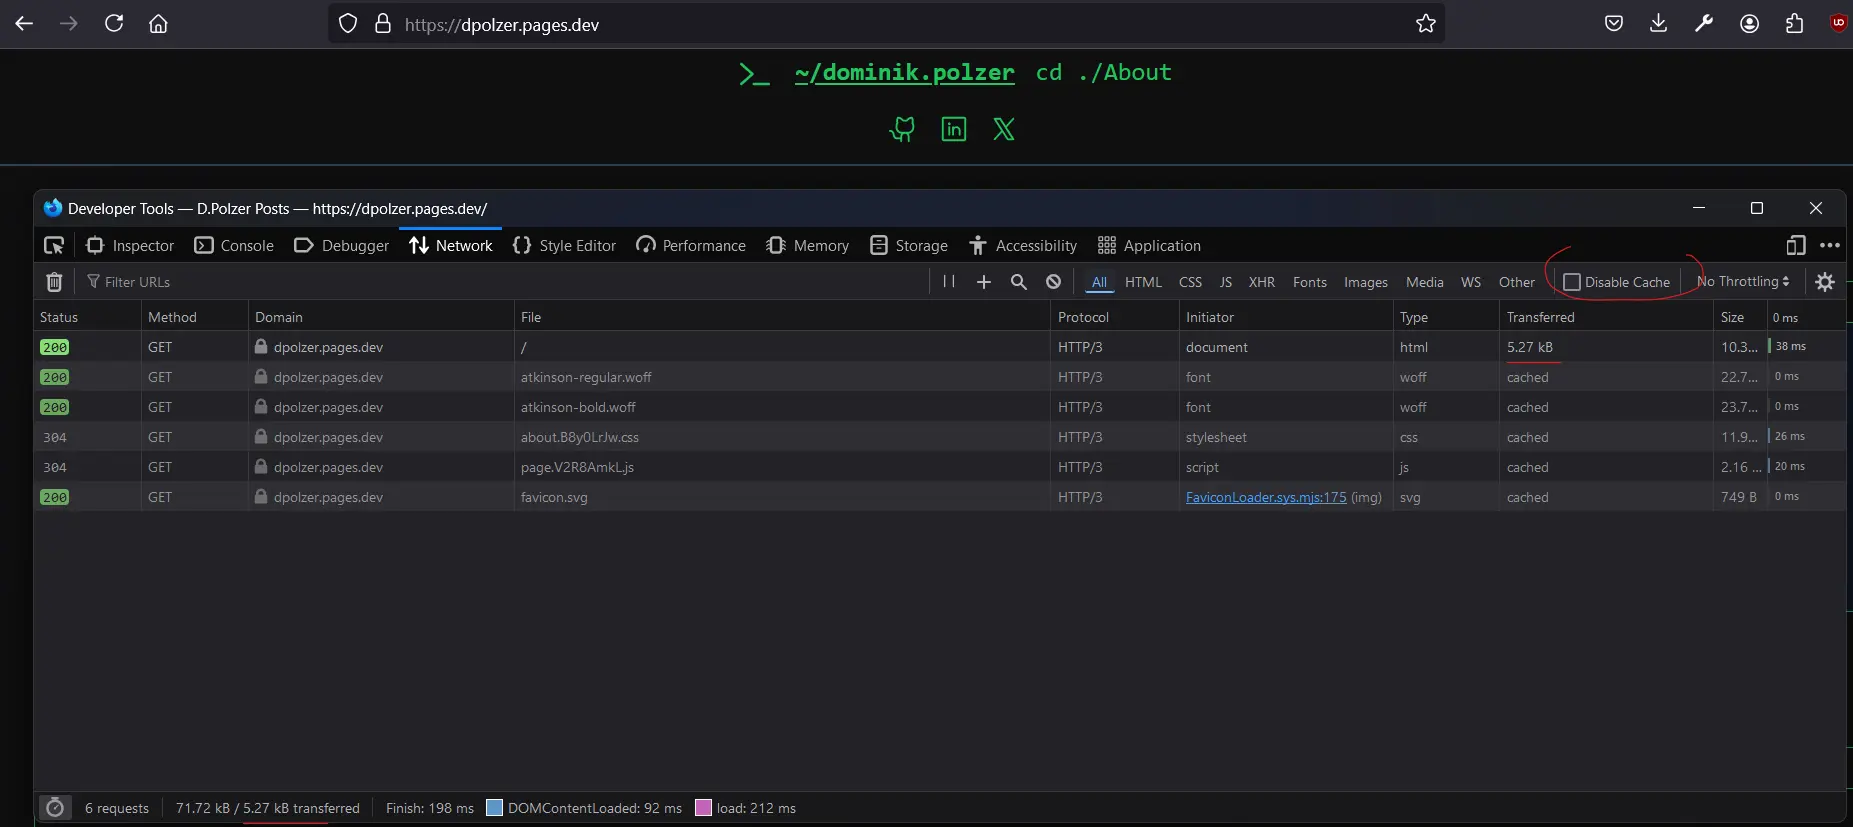 https://dpolzer.pages.dev
>_ ~/dominik.polzer cd ./About
Developer Tools — D.Polzer Posts — https://dpolzer.pages.dev/
Inspector Console Debugger Network Style Editor Performance Memory Storage Accessibility Application
Filter URLs All HTML CSS JS XHR Fonts Images Media WS Other Disable Cache No Throttling
Status Method Domain File Protocol Initiator Type Transferred Size 0 ms
200 GET dpolzer.pages.dev / HTTP/3 document html 5.27 kB 10.3… 38 ms
200 GET dpolzer.pages.dev atkinson-regular.woff HTTP/3 font woff cached 22.7… 0 ms
200 GET dpolzer.pages.dev atkinson-bold.woff HTTP/3 font woff cached 23.7… 0 ms
304 GET dpolzer.pages.dev about.B8y0LrJw.css HTTP/3 stylesheet css cached 11.9… 26 ms
304 GET dpolzer.pages.dev page.V2R8AmkL.js HTTP/3 script js cached 2.16 … 20 ms
200 GET dpolzer.pages.dev favicon.svg HTTP/3 FaviconLoader.sys.mjs:175 (img) svg cached 749 B 0 ms
6 requests 71.72 kB / 5.27 kB transferred Finish: 198 ms DOMContentLoaded: 92 ms load: 212 ms